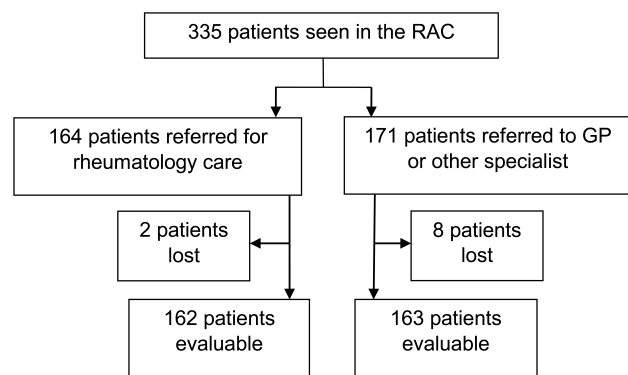 335 patients seen in the RAC
164 patients referred for
rheumatology care
171 patients referred to GP
or other specialist
2 patients
lost
8 patients
lost
162 patients
evaluable
163 patients
evaluable